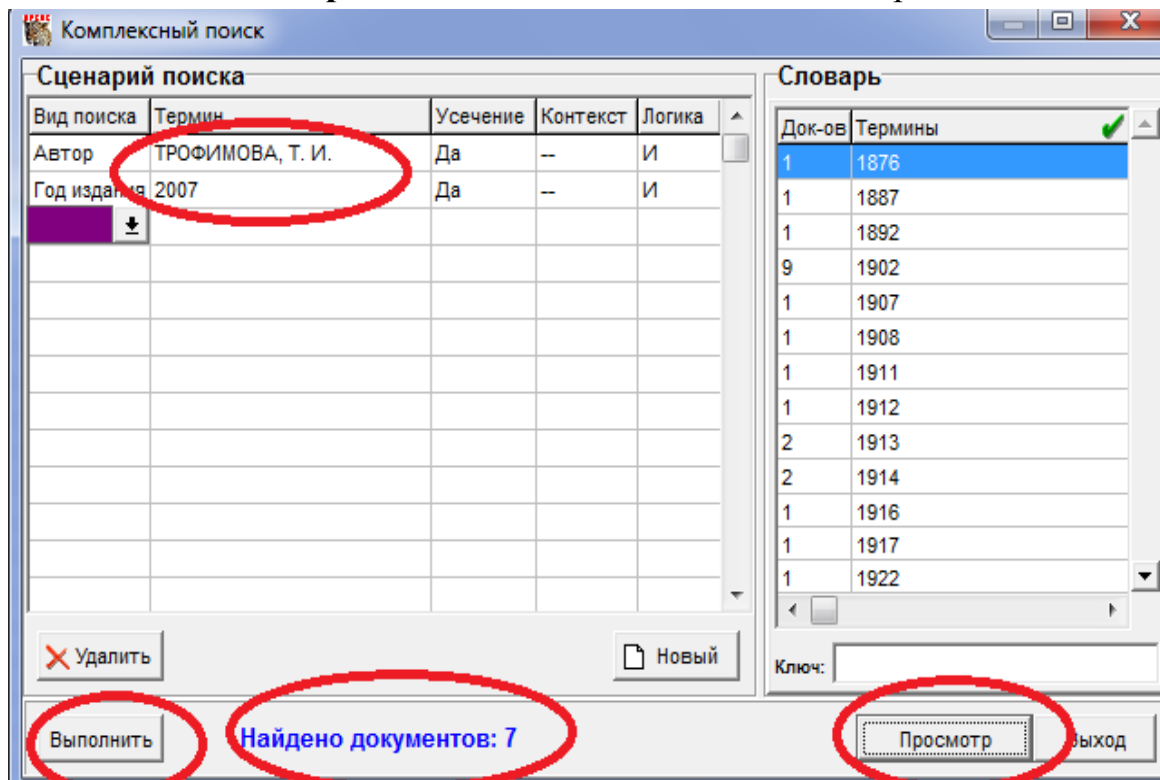 Комплексный поиск
Сценарий поиска
Вид поиска Термин Усечение Контекст Логика
Автор ТРОФИМОВА, Т. И. Да -- И
Год издания 2007 Да -- И
Удалить Новый
Словарь
Док-ов Термины
1 1876
1 1887
1 1892
9 1902
1 1907
1 1908
1 1911
1 1912
2 1913
2 1914
1 1916
1 1917
1 1922
Ключ:
Выполнить Найдено документов: 7 Просмотр Выход